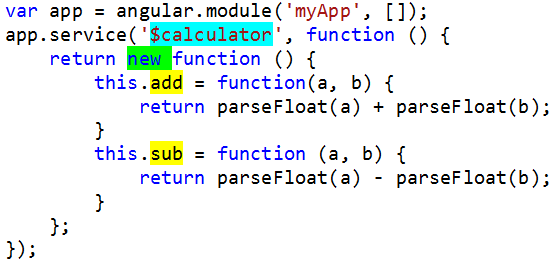 var app = angular.module('myApp', []);
app.service('$calculator', function () {
    return new function () {
        this.add = function(a, b) {
            return parseFloat(a) + parseFloat(b);
        }
        this.sub = function (a, b) {
            return parseFloat(a) - parseFloat(b);
        }
    };
});